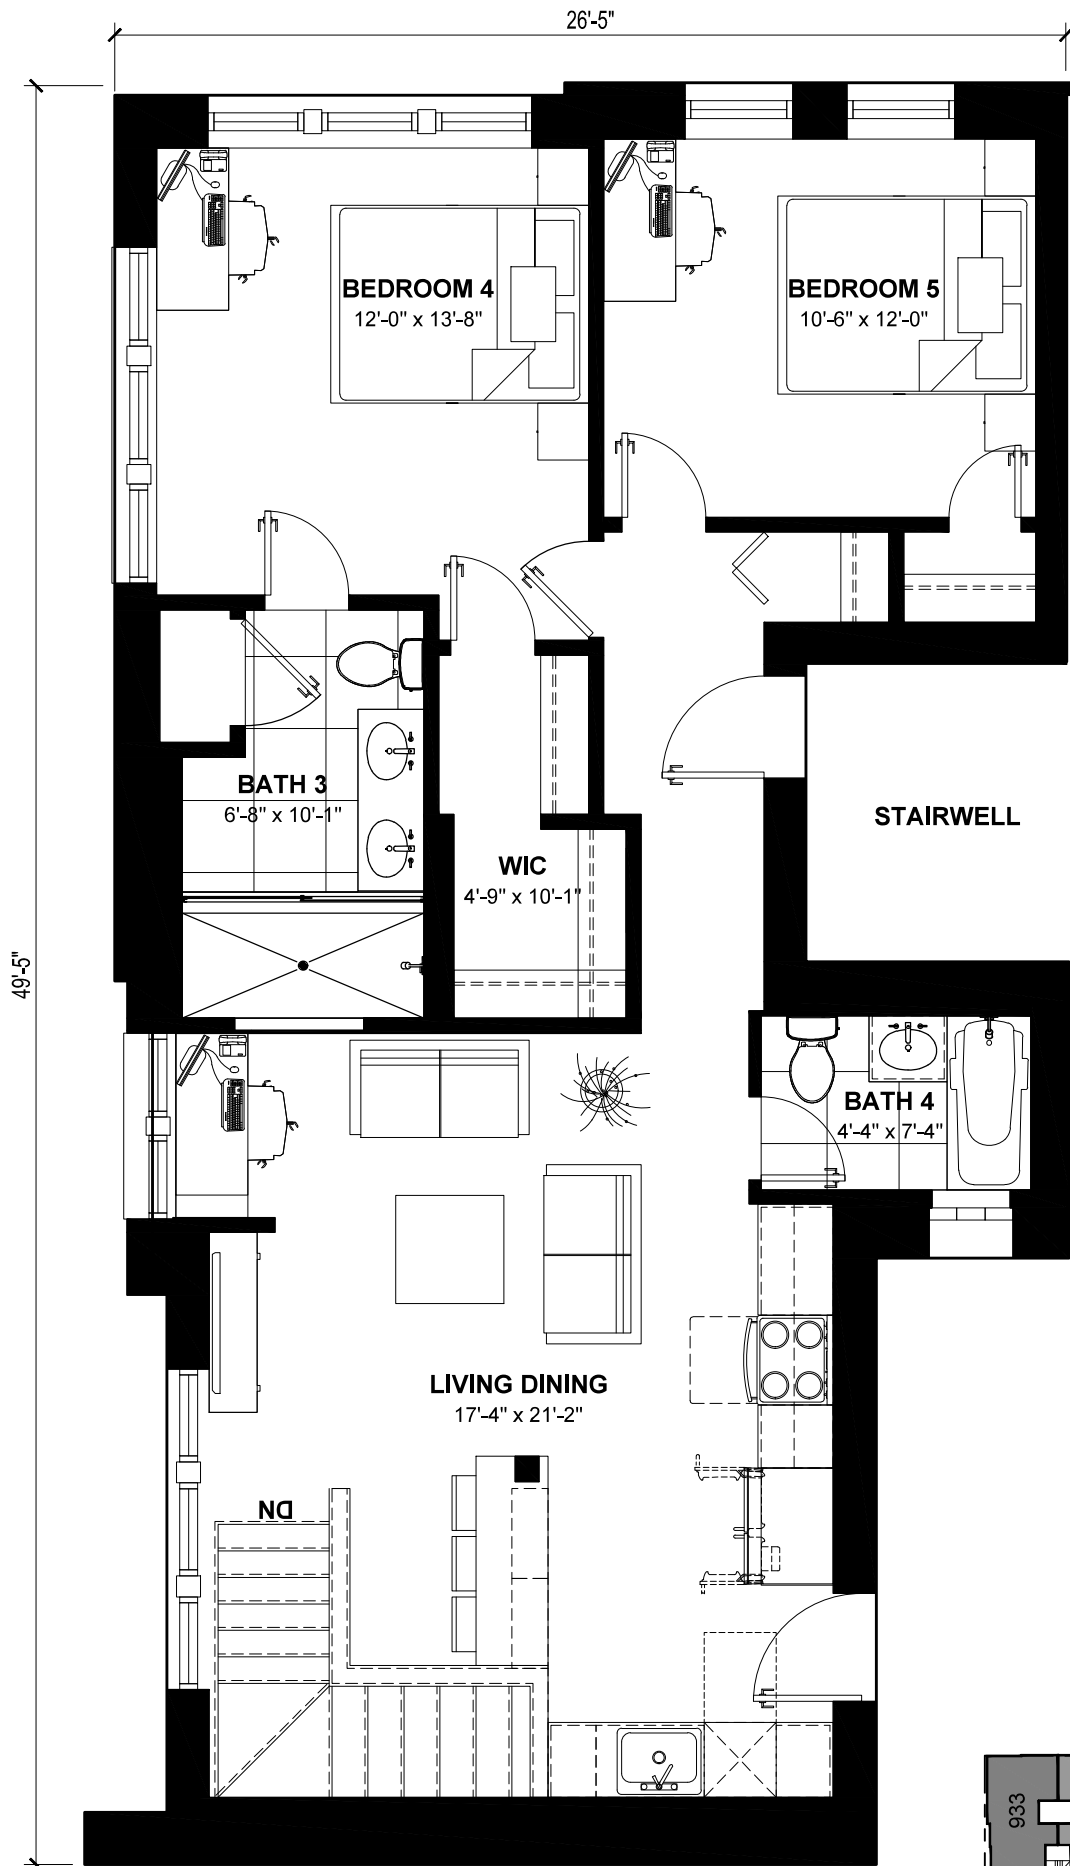 26'-5"
BEDROOM 4
12'-0" x 13'-8"
BEDROOM 5
10'-6" x 12'-0"
BATH 3
6'-8" x 10'-1"
STAIRWELL
WIC
4'-9" x 10'-1"
49'-5"
BATH 4
4'-4" x 7'-4"
LIVING DINING
17'-4" x 21'-2"
DN
933